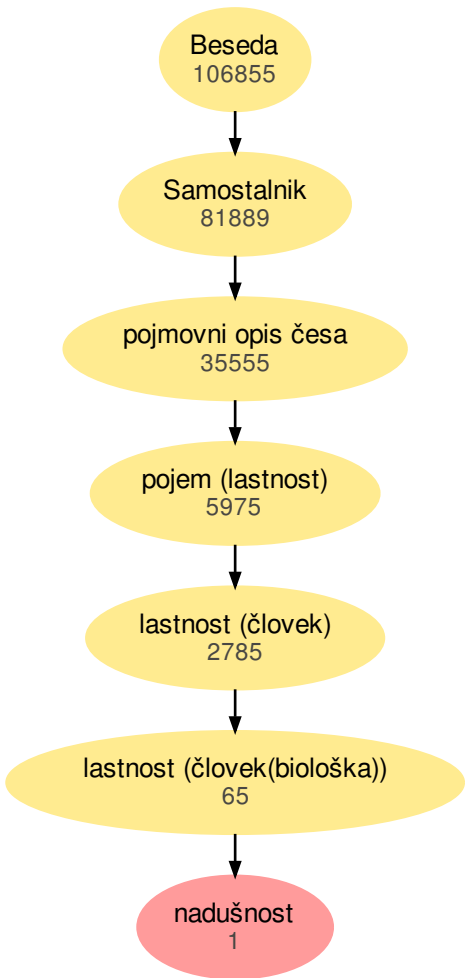 Beseda
106855
Samostalnik
81889
pojmovni opis česa
35555
pojem (lastnost)
5975
lastnost (človek)
2785
lastnost (človek(biološka))
65
nadušnost
1